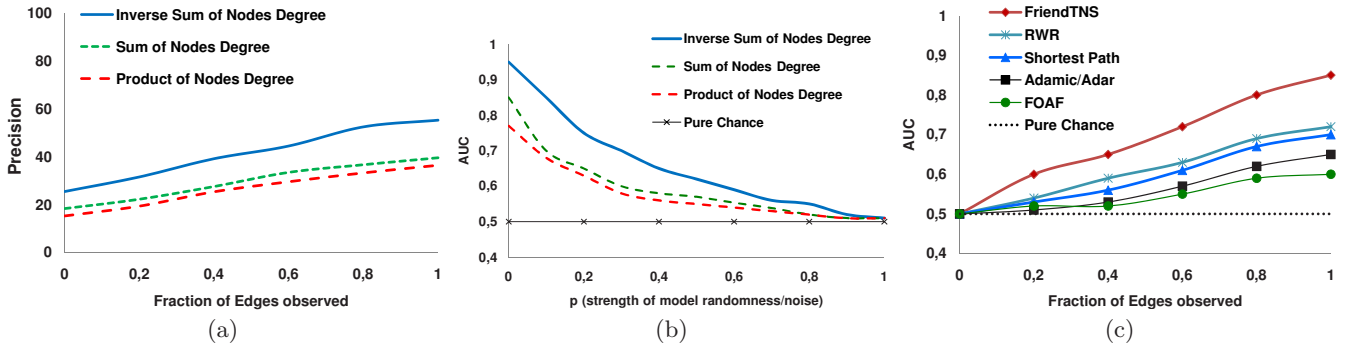 100
80
60
40
20
0
Precision
Inverse Sum of Nodes Degree
Sum of Nodes Degree
Product of Nodes Degree
0 0,2 0,4 0,6 0,8 1
Fraction of Edges observed
(a)
1
0,9
0,8
0,7
0,6
0,5
0,4
AUC
Inverse Sum of Nodes Degree
Sum of Nodes Degree
Product of Nodes Degree
Pure Chance
0 0,2 0,4 0,6 0,8 1
p (strength of model randomness/noise)
(b)
1
0,9
0,8
0,7
0,6
0,5
0,4
AUC
FriendTNS
RWR
Shortest Path
Adamic/Adar
FOAF
Pure Chance
0 0,2 0,4 0,6 0,8 1
Fraction of Edges observed
(c)